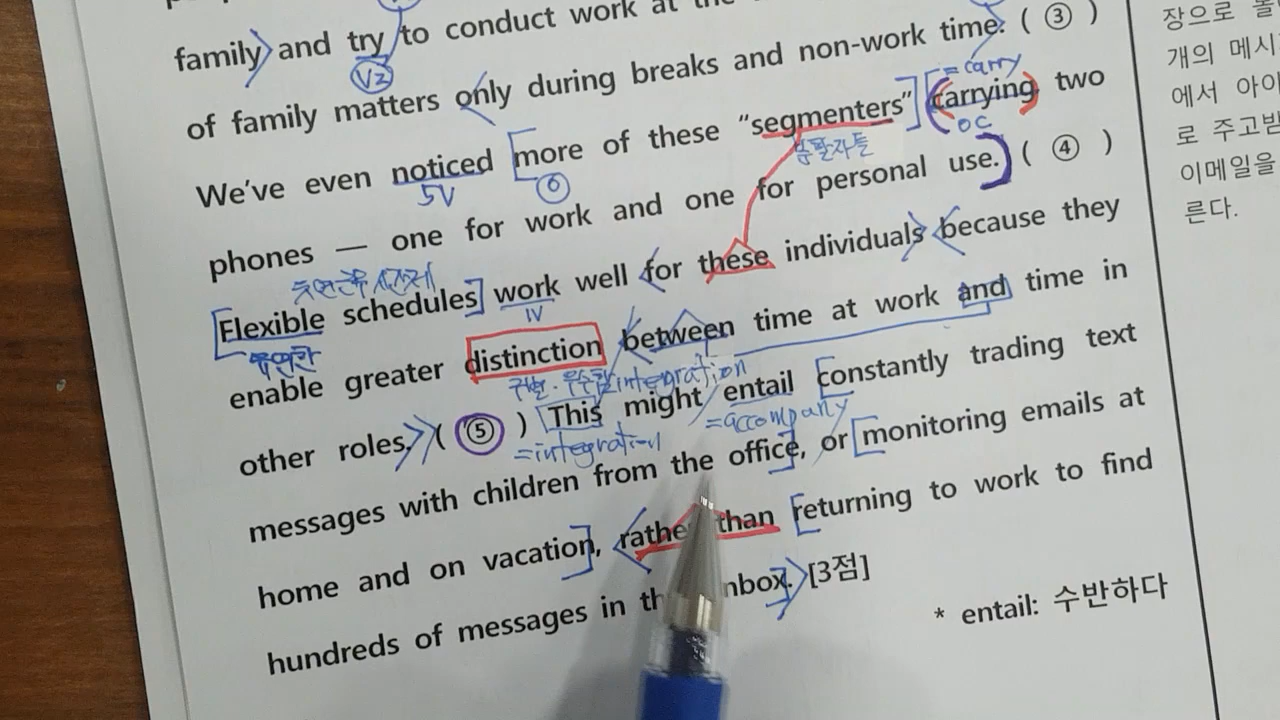 family and try to conduct work at
V2
of family matters only during breaks and non-work time. ( ③ )
=carry
We've even noticed more of these “segmenters” carrying two
5V
O
OC
분할자들
phones — one for work and one for personal use. ( ④ )
Flexible schedules work well for these individuals because they
유연한
1V
enable greater distinction between time at work and time in
구별·우수함
integration
other roles. ( ⑤ ) This might entail constantly trading text
=integration
=accompany
messages with children from the office, or monitoring emails at
home and on vacation, rather than returning to work to find
hundreds of messages in nbox. [3점]
* entail: 수반하다
장으로
개의 메시
에서 아이
로 주고받
이메일을
른다.